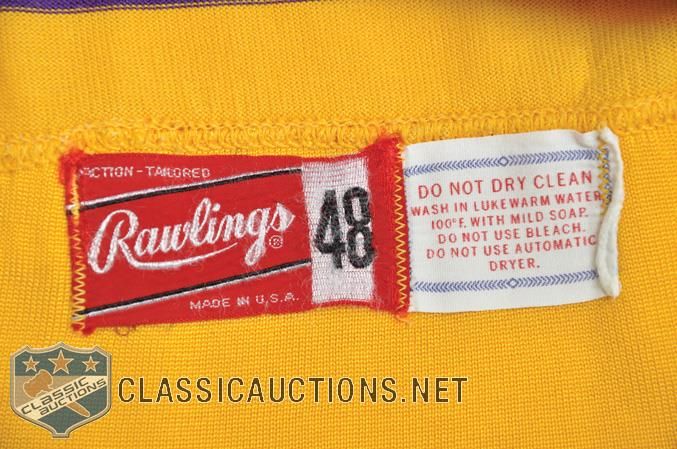 ACTION-TAILORED
Rawlings®
48
MADE IN U.S.A.
DO NOT DRY CLEAN
WASH IN LUKEWARM WATER
100°F. WITH MILD SOAP.
DO NOT USE BLEACH.
DO NOT USE AUTOMATIC
DRYER.
CLASSIC
AUCTIONS
CLASSICAUCTIONS.NET